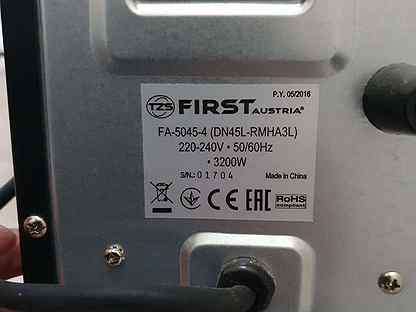 P.Y. 05/2016
TZS FIRST AUSTRIA®
FA-5045-4 (DN45L-RMHA3L)
220-240V • 50/60Hz
• 3200W
S/N.: 01704 Made in China
CE EAC RoHS
compliant